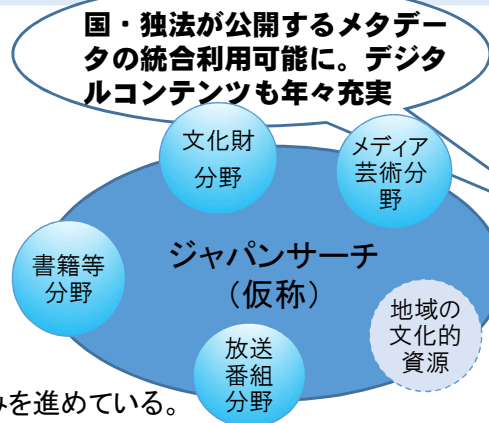 国・独法が公開するメタデー
タの統合利用可能に。デジタ
ルコンテンツも年々充実
文化財
分野
メディア
芸術分
野
書籍等
分野
ジャパンサーチ
（仮称）
地域の
文化的
資源
放送
番組
分野
みを進めている。